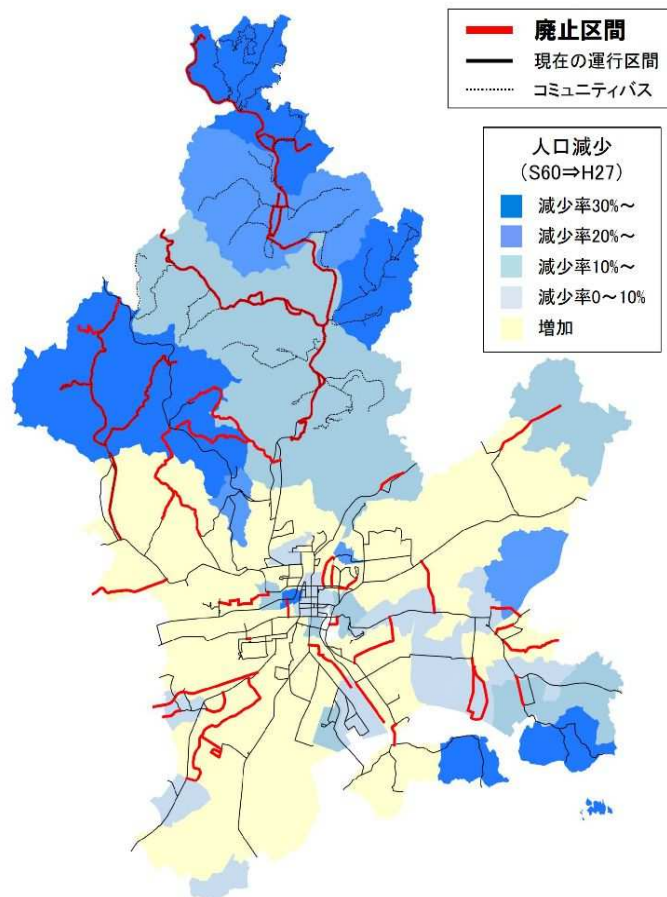 廃止区間
現在の運行区間
コミュニティバス
人口減少
(S60⇒H27)
減少率30%～
減少率20%～
減少率10%～
減少率0～10%
増加